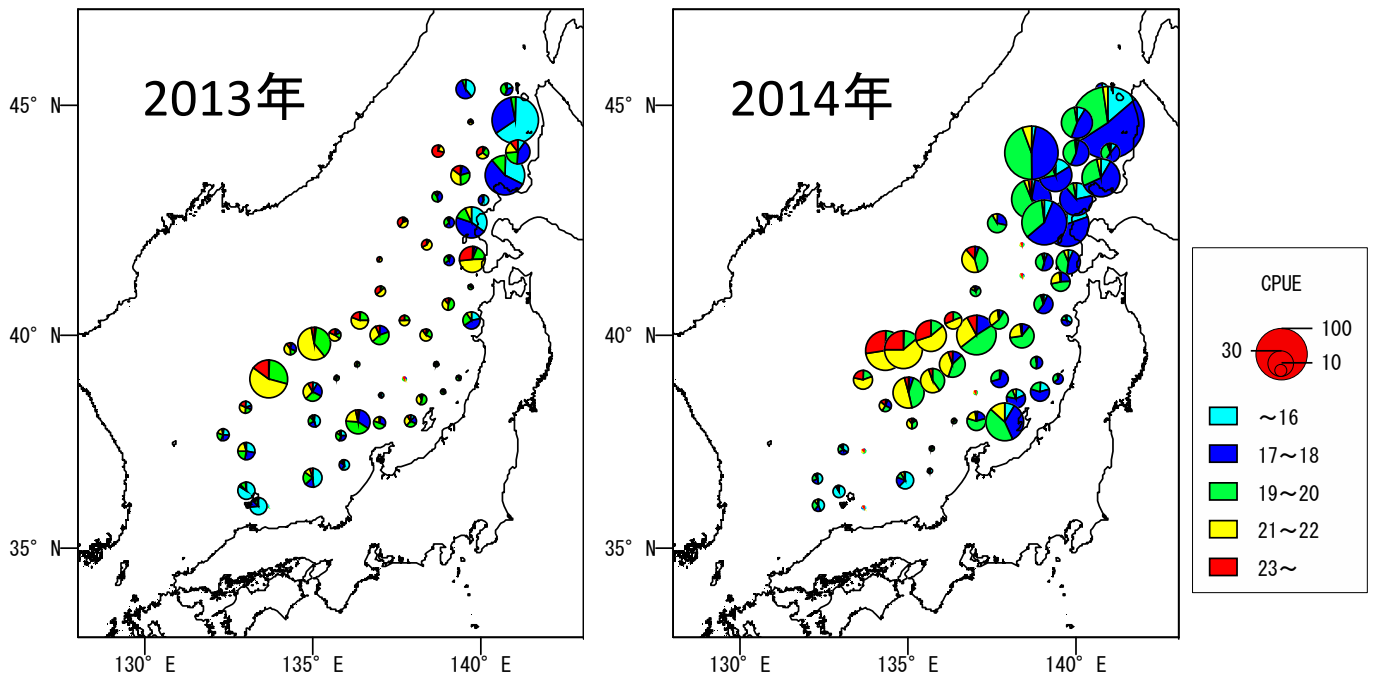 2013年
45° N
40° N
35° N
130° E
135° E
140° E
2014年
45° N
40° N
35° N
130° E
135° E
140° E
CPUE
100
30
10
～16
17～18
19～20
21～22
23～